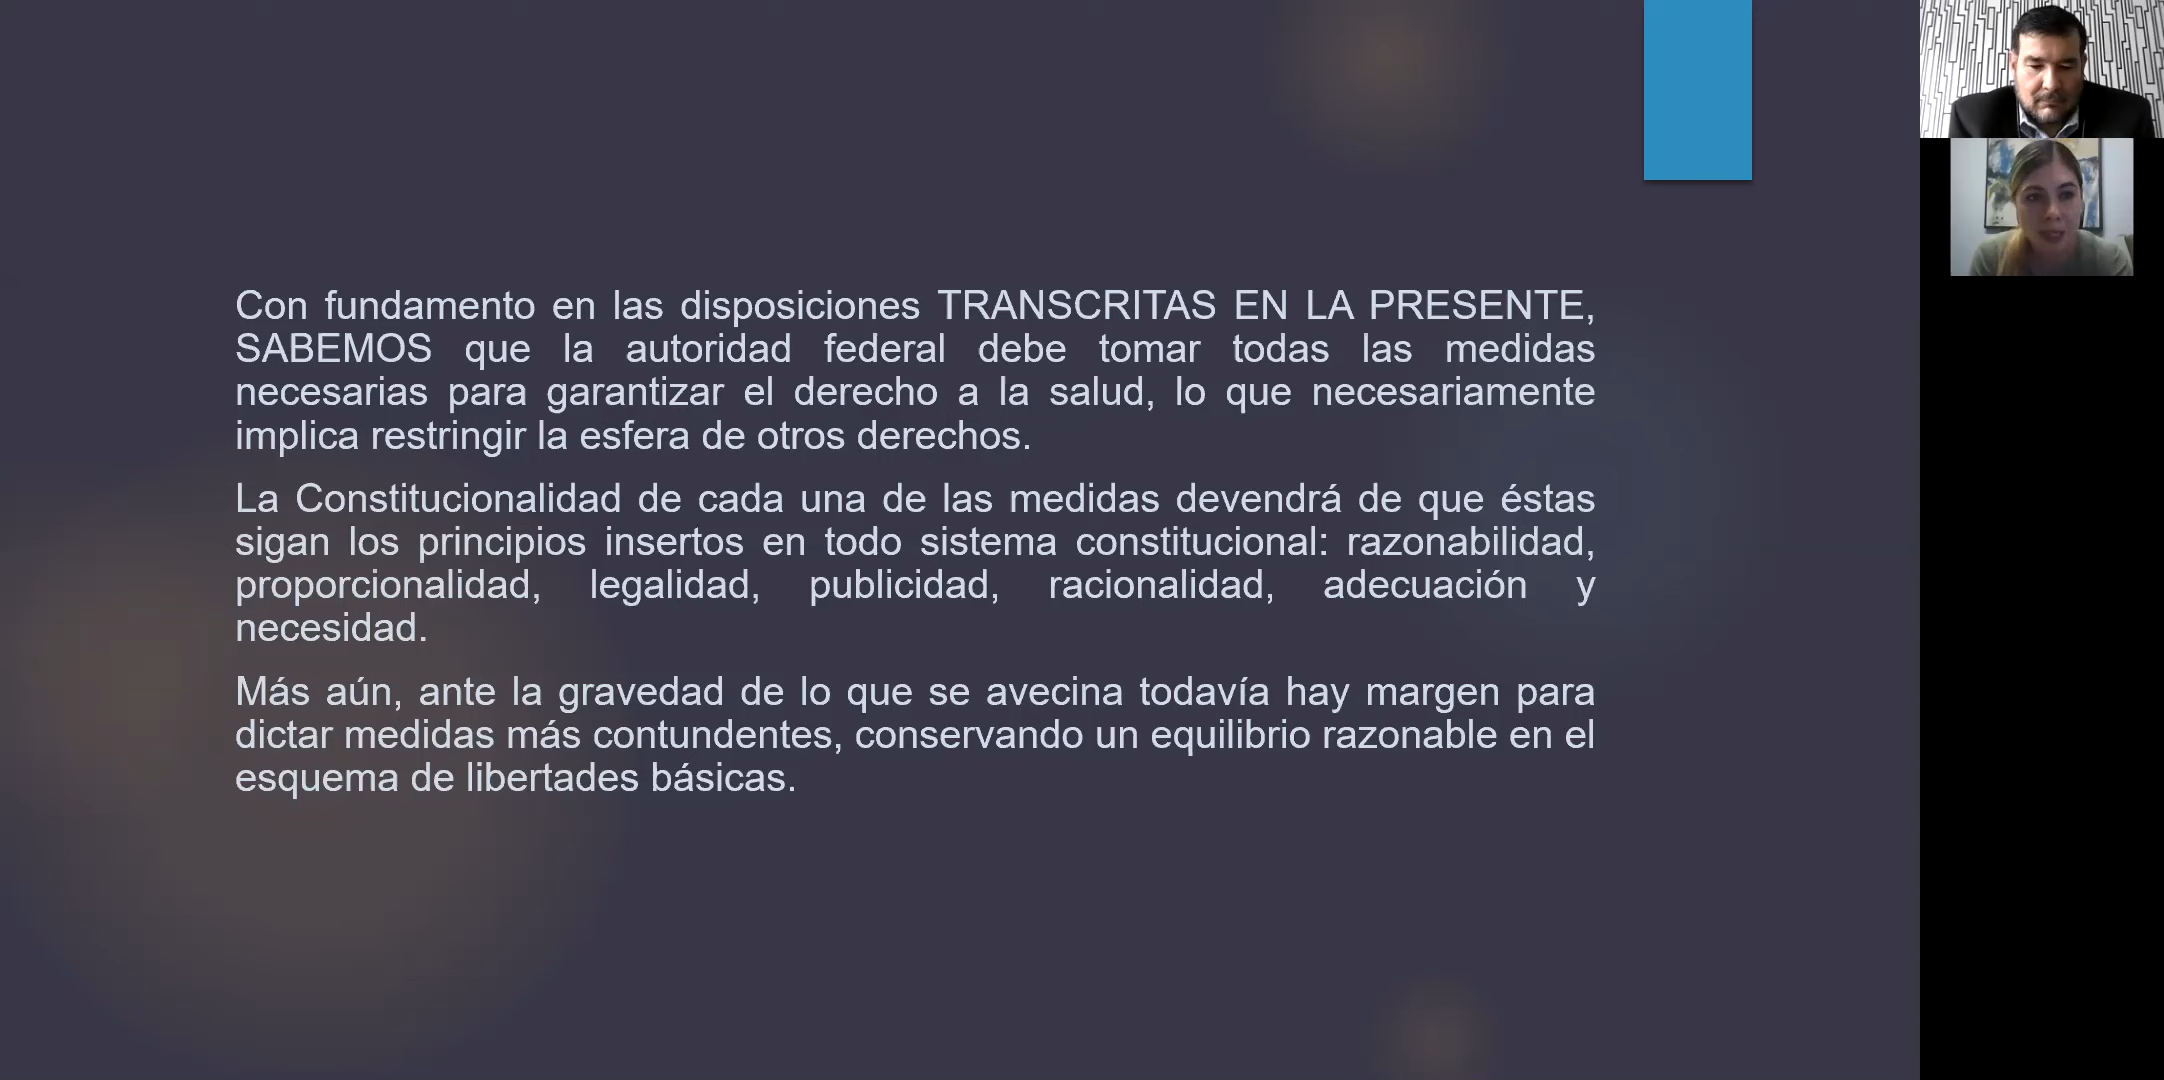 Con fundamento en las disposiciones TRANSCRITAS EN LA PRESENTE,
SABEMOS que la autoridad federal debe tomar todas las medidas
necesarias para garantizar el derecho a la salud, lo que necesariamente
implica restringir la esfera de otros derechos.
La Constitucionalidad de cada una de las medidas devendrá de que éstas
sigan los principios insertos en todo sistema constitucional: razonabilidad,
proporcionalidad, legalidad, publicidad, racionalidad, adecuación y
necesidad.
Más aún, ante la gravedad de lo que se avecina todavía hay margen para
dictar medidas más contundentes, conservando un equilibrio razonable en el
esquema de libertades básicas.